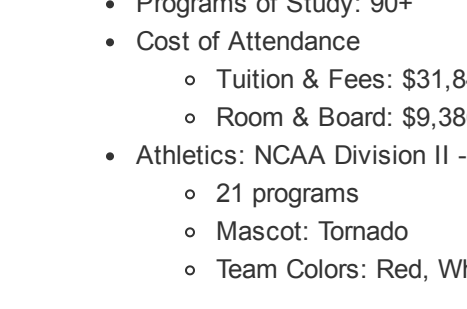 Programs of Study: 90+
Cost of Attendance
Tuition & Fees: $31,8
Room & Board: $9,38
Athletics: NCAA Division II -
21 programs
Mascot: Tornado
Team Colors: Red,